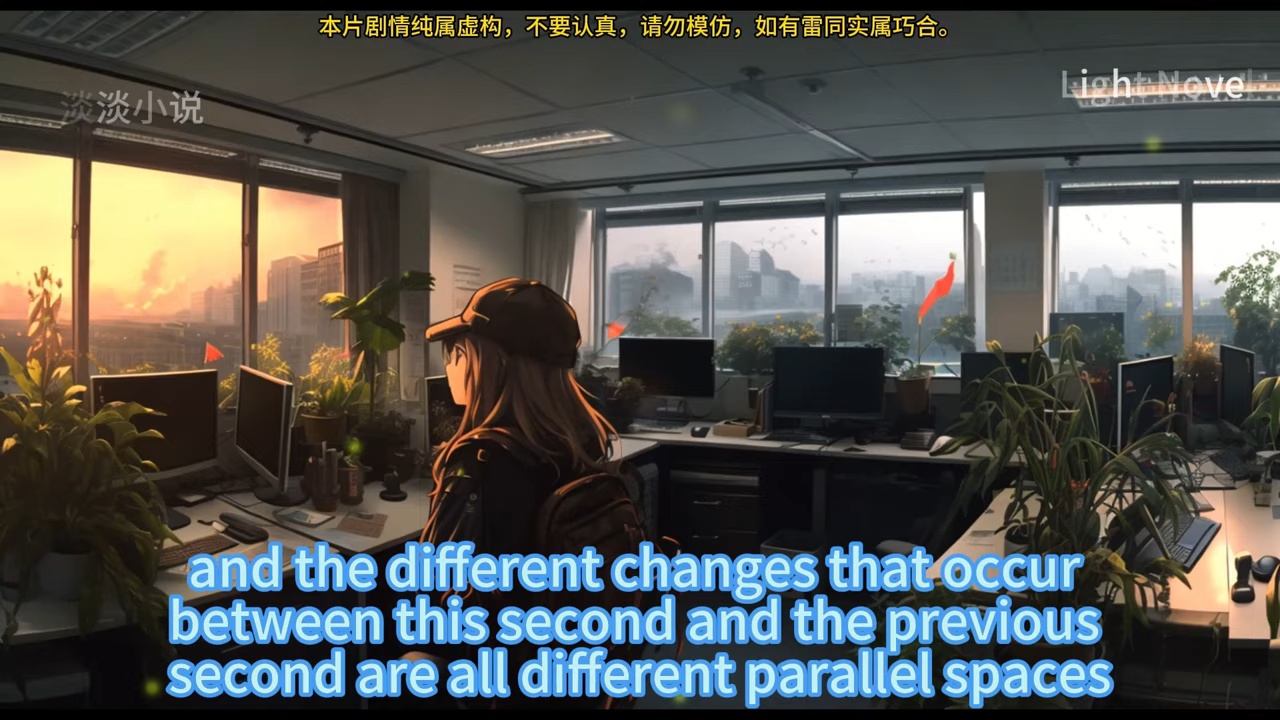 本片剧情纯属虚构，不要认真，请勿模仿，如有雷同实属巧合。
淡淡小说
Light Novel
and the different changes that occur
between this second and the previous
second are all different parallel spaces